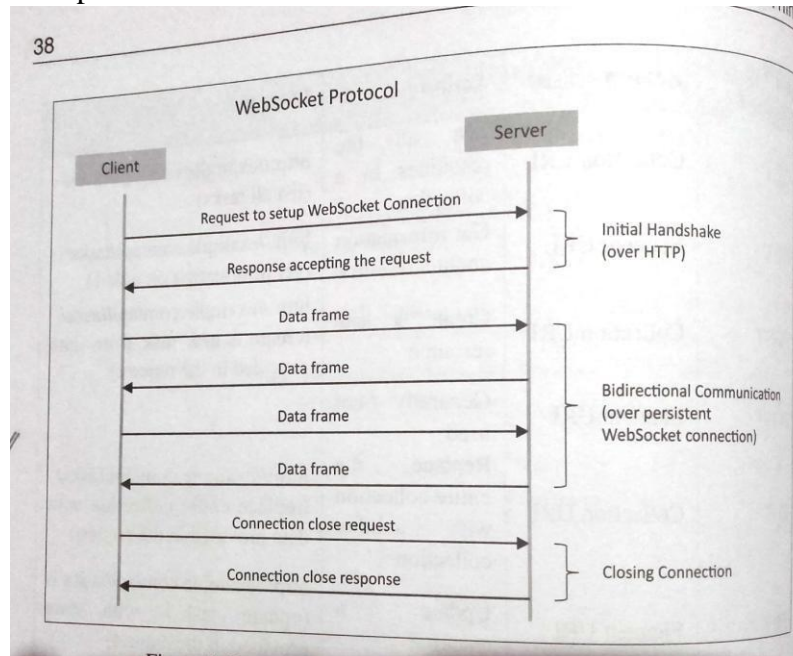 38
WebSocket Protocol
Client
Server
Request to setup WebSocket Connection
Initial Handshake
(over HTTP)
Response accepting the request
Data frame
Data frame
Bidirectional Communication
(over persistent
WebSocket connection)
Data frame
Data frame
Connection close request
Closing Connection
Connection close response